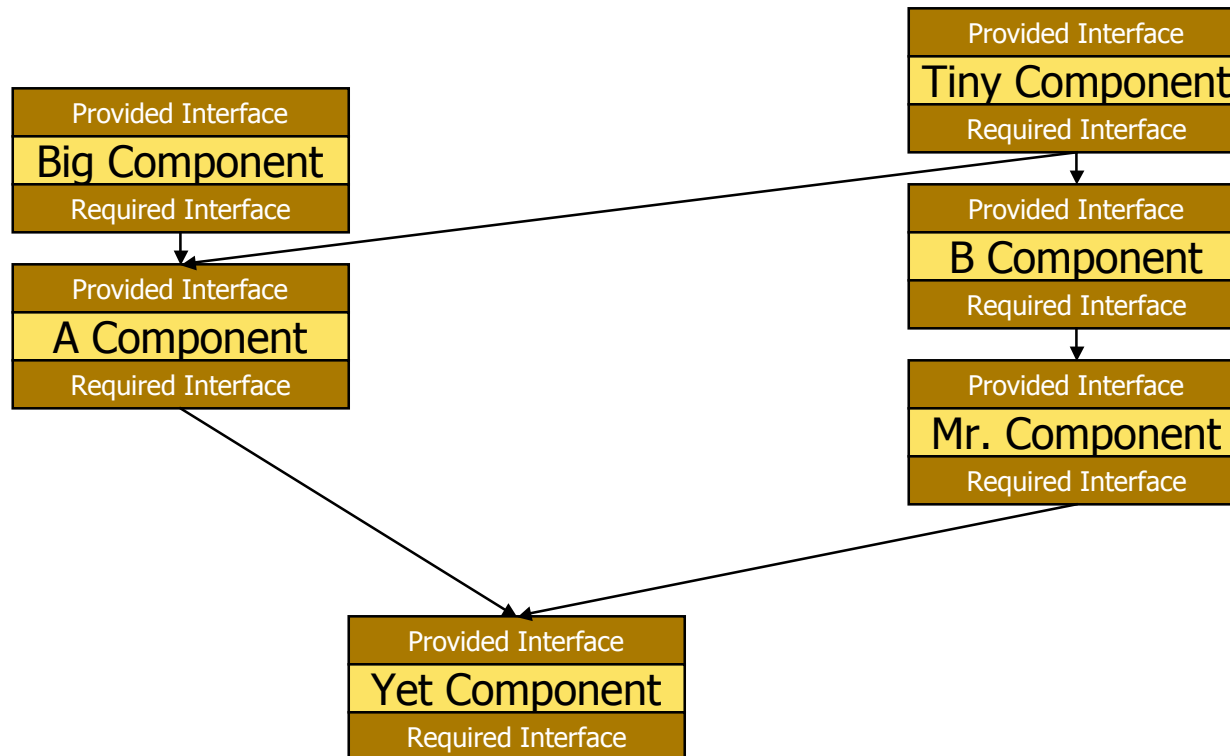 Provided Interface
Tiny Component
Required Interface
Provided Interface
Big Component
Required Interface
Provided Interface
B Component
Required Interface
Provided Interface
A Component
Required Interface
Provided Interface
Mr. Component
Required Interface
Provided Interface
Yet Component
Required Interface